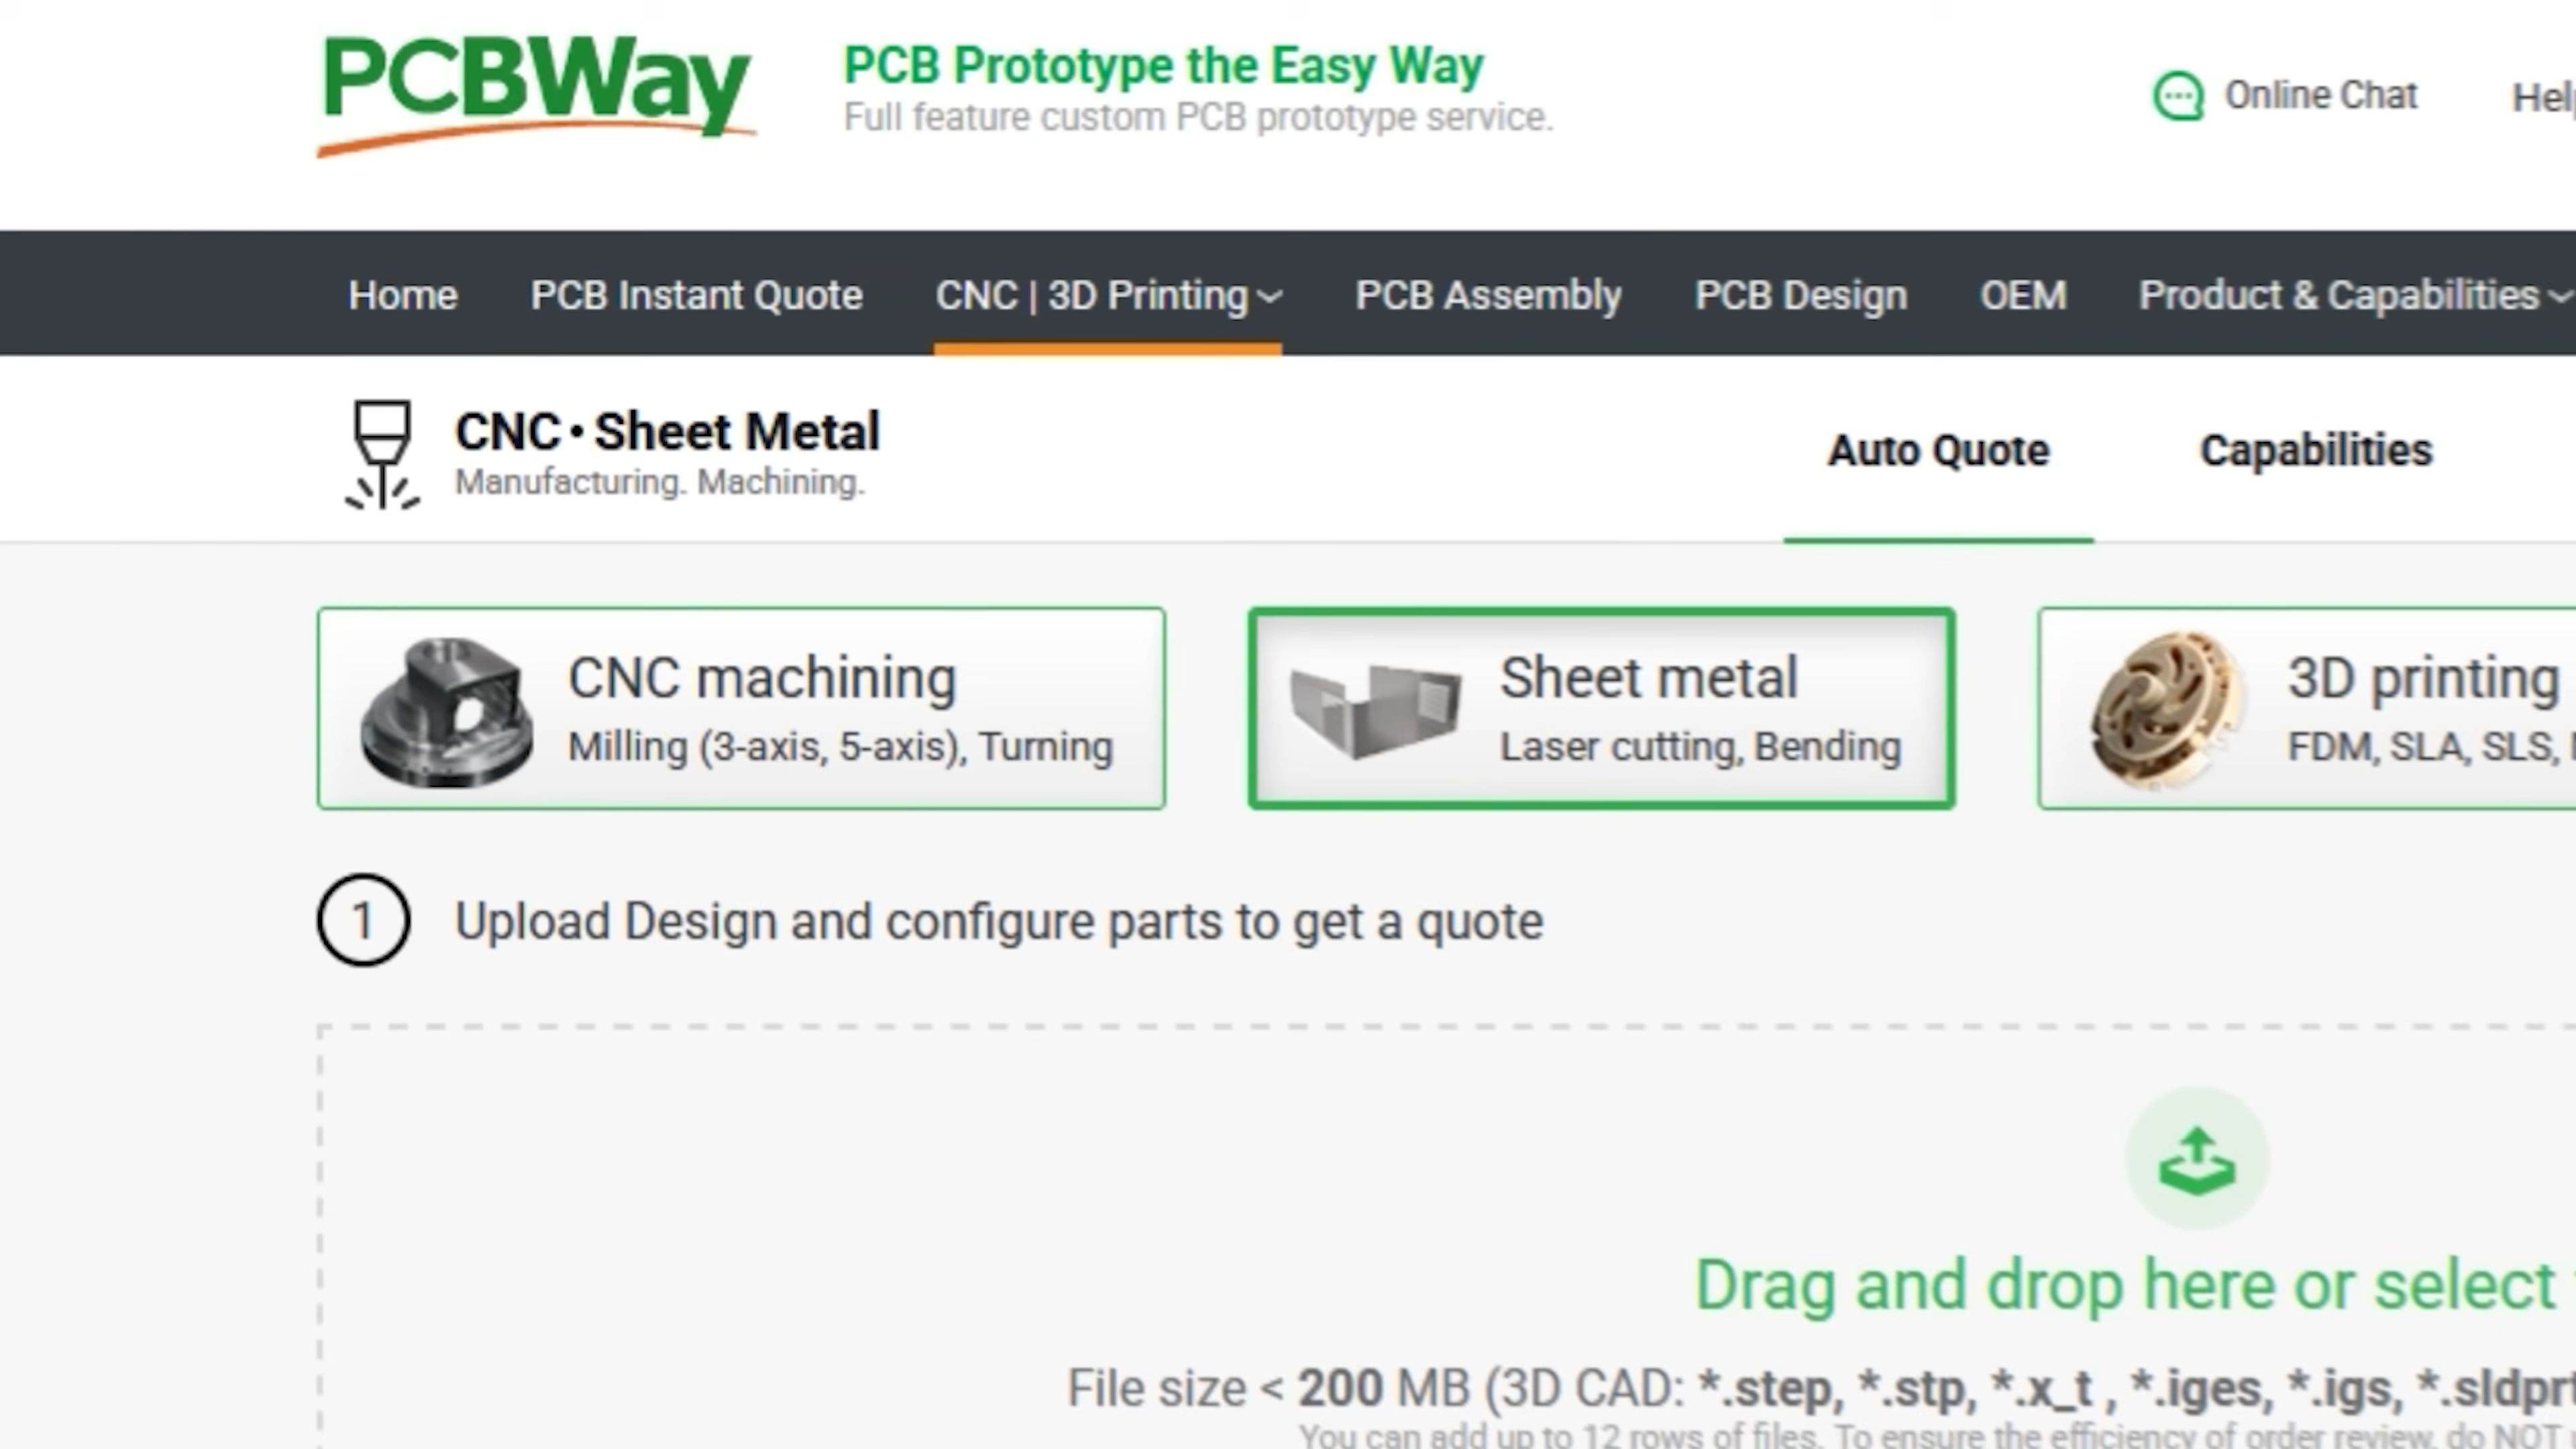 PCBWay
PCB Prototype the Easy Way
Full feature custom PCB prototype service.
Online Chat
Home PCB Instant Quote CNC | 3D Printing PCB Assembly PCB Design OEM Product & Capabilities
CNC • Sheet Metal
Manufacturing. Machining.
Auto Quote Capabilities
CNC machining
Milling (3-axis, 5-axis), Turning
Sheet metal
Laser cutting, Bending
3D printing
FDM, SLA, SLS,
1 Upload Design and configure parts to get a quote
Drag and drop here or select
File size < 200 MB (3D CAD: *.step, *.stp, *.x_t , *.iges, *.igs, *.sldprt
You can add up to 12 rows of files. To ensure the efficiency of order review, do NOT